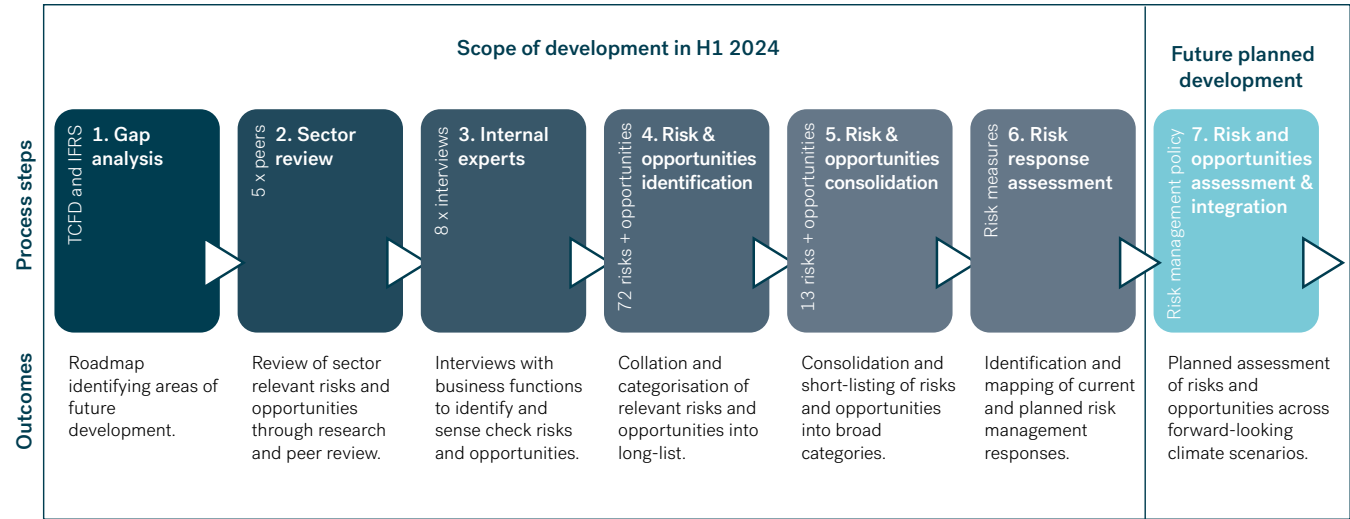 Scope of development in H1 2024
Future planned
development
Process steps
TCFD and IFRS
1. Gap
analysis
5 x peers
2. Sector
review
8 x interviews
3. Internal
experts
72 risks + opportunities
4. Risk &
opportunities
identification
13 risks + opportunities
5. Risk &
opportunities
consolidation
Risk measures
6. Risk
response
assessment
Risk management policy
7. Risk and
opportunities
assessment &
integration
Outcomes
Roadmap
identifying areas of
future
development.
Review of sector
relevant risks and
opportunities
through research
and peer review.
Interviews with
business functions
to identify and
sense check risks
and opportunities.
Collation and
categorisation of
relevant risks and
opportunities into
long-list.
Consolidation and
short-listing of risks
and opportunities
into broad
categories.
Identification and
mapping of current
and planned risk
management
responses.
Planned assessment
of risks and
opportunities across
forward-looking
climate scenarios.